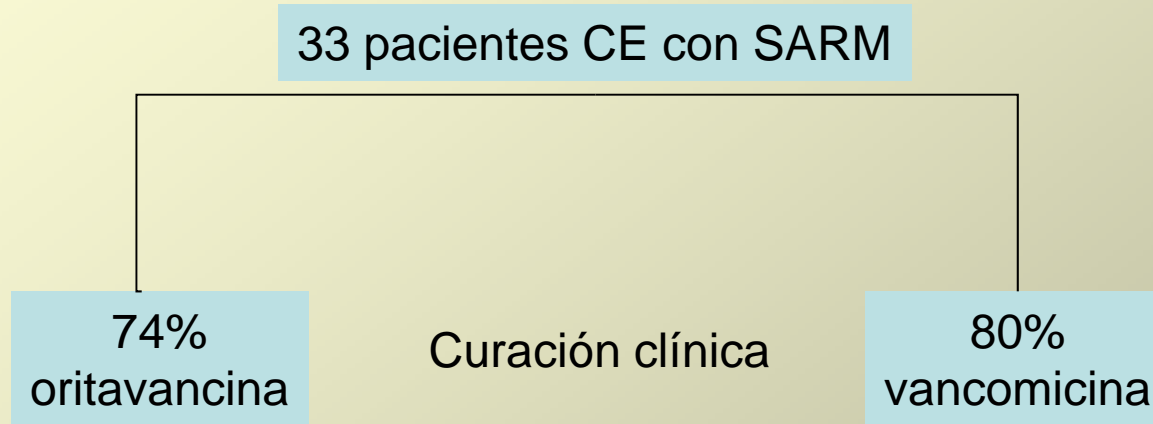 33 pacientes CE con SARM
74%
oritavancina
Curación clínica
80%
vancomicina